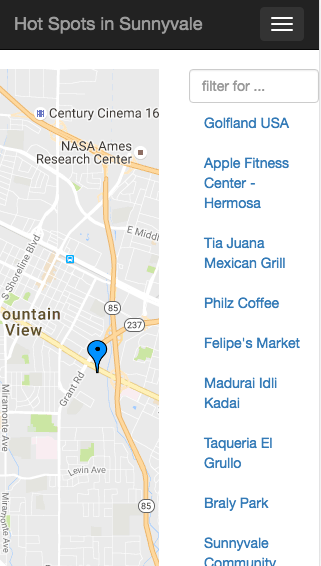 Hot Spots in Sunnyvale
Century Cinema 16
NASA Ames
Research Center
E Middl
S Shoreline Blvd
85
237
ountain
View
Grant Rd
Miramonte Ave
Levin Ave
Miramonte Ave
85
filter for ...
Golfland USA
Apple Fitness
Center -
Hermosa
Tia Juana
Mexican Grill
Philz Coffee
Felipe's Market
Madurai Idli
Kadai
Taqueria El
Grullo
Braly Park
Sunnyvale
Community